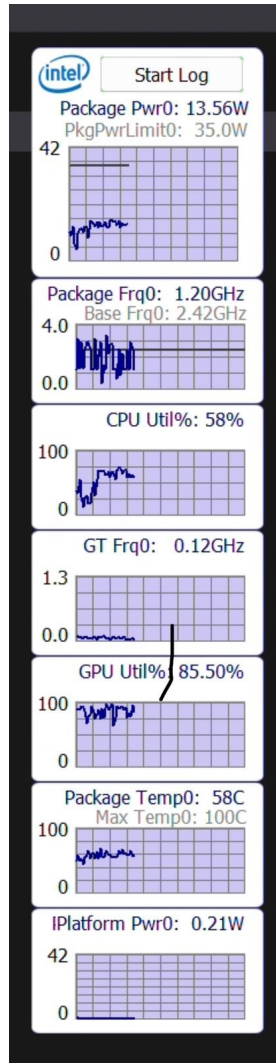 intel
Start Log
Package Pwr0: 13.56W
PkgPwrLimit0: 35.0W
42
0
Package Frq0: 1.20GHz
Base Frq0: 2.42GHz
4.0
0.0
CPU Util%: 58%
100
0
GT Frq0: 0.12GHz
1.3
0.0
GPU Util%: 85.50%
100
0
Package Temp0: 58C
Max Temp0: 100C
100
0
IPlatform Pwr0: 0.21W
42
0